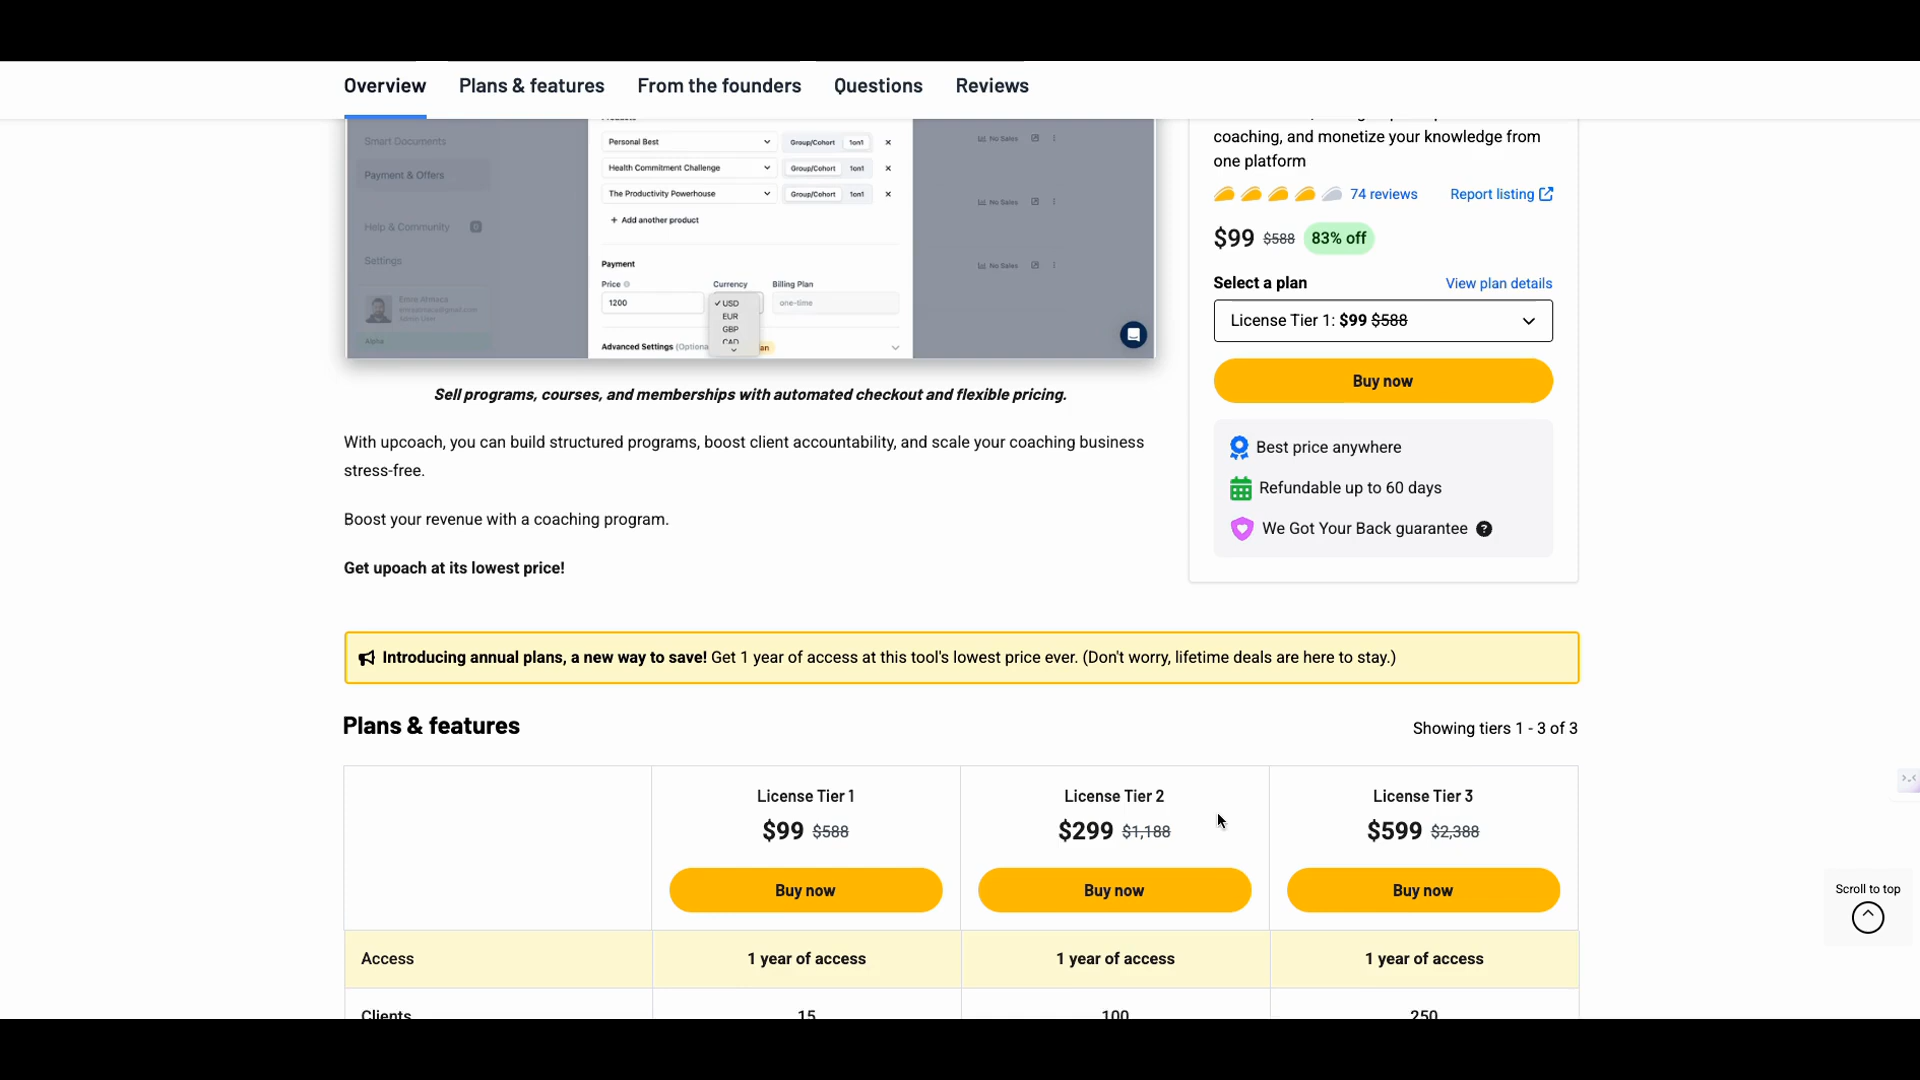 Overview Plans & features From the founders Questions Reviews
Smart Documents
Payment & Offers
Help & Community
Settings
Alpha
Personal Best Group/Cohort 1on1 ×
Health Commitment Challenge Group/Cohort 1on1 ×
The Productivity Powerhouse Group/Cohort 1on1 ×
+ Add another product
No Sales
No Sales
No Sales
Payment
Price Currency Billing Plan
1200 ✓ USD one-time
EUR
GBP
CAD
Advanced Settings (Optiona
Sell programs, courses, and memberships with automated checkout and flexible pricing.
With upcoach, you can build structured programs, boost client accountability, and scale your coaching business
stress-free.
Boost your revenue with a coaching program.
Get upoach at its lowest price!
coaching, and monetize your knowledge from
one platform
74 reviews Report listing
$99 $588 83% off
Select a plan View plan details
License Tier 1: $99 $588
Buy now
Best price anywhere
Refundable up to 60 days
We Got Your Back guarantee ?
Introducing annual plans, a new way to save! Get 1 year of access at this tool's lowest price ever. (Don't worry, lifetime deals are here to stay.)
Plans & features Showing tiers 1 - 3 of 3
License Tier 1 License Tier 2 License Tier 3
$99 $588 $299 $1,188 $599 $2,388
Buy now Buy now Buy now
Scroll to top
Access 1 year of access 1 year of access 1 year of access
Clients 15 100 250